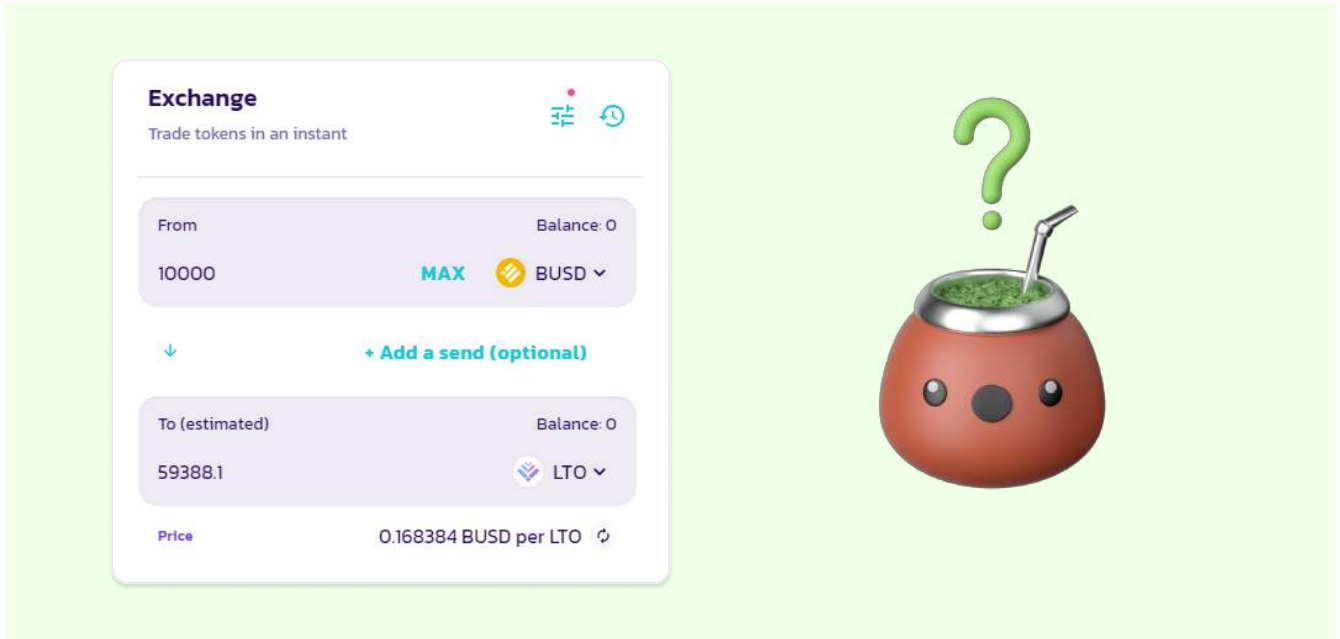 Exchange
Trade tokens in an instant
From Balance: 0
10000 MAX BUSD
+ Add a send (optional)
To (estimated) Balance: 0
59388.1 LTO
Price 0.168384 BUSD per LTO
?